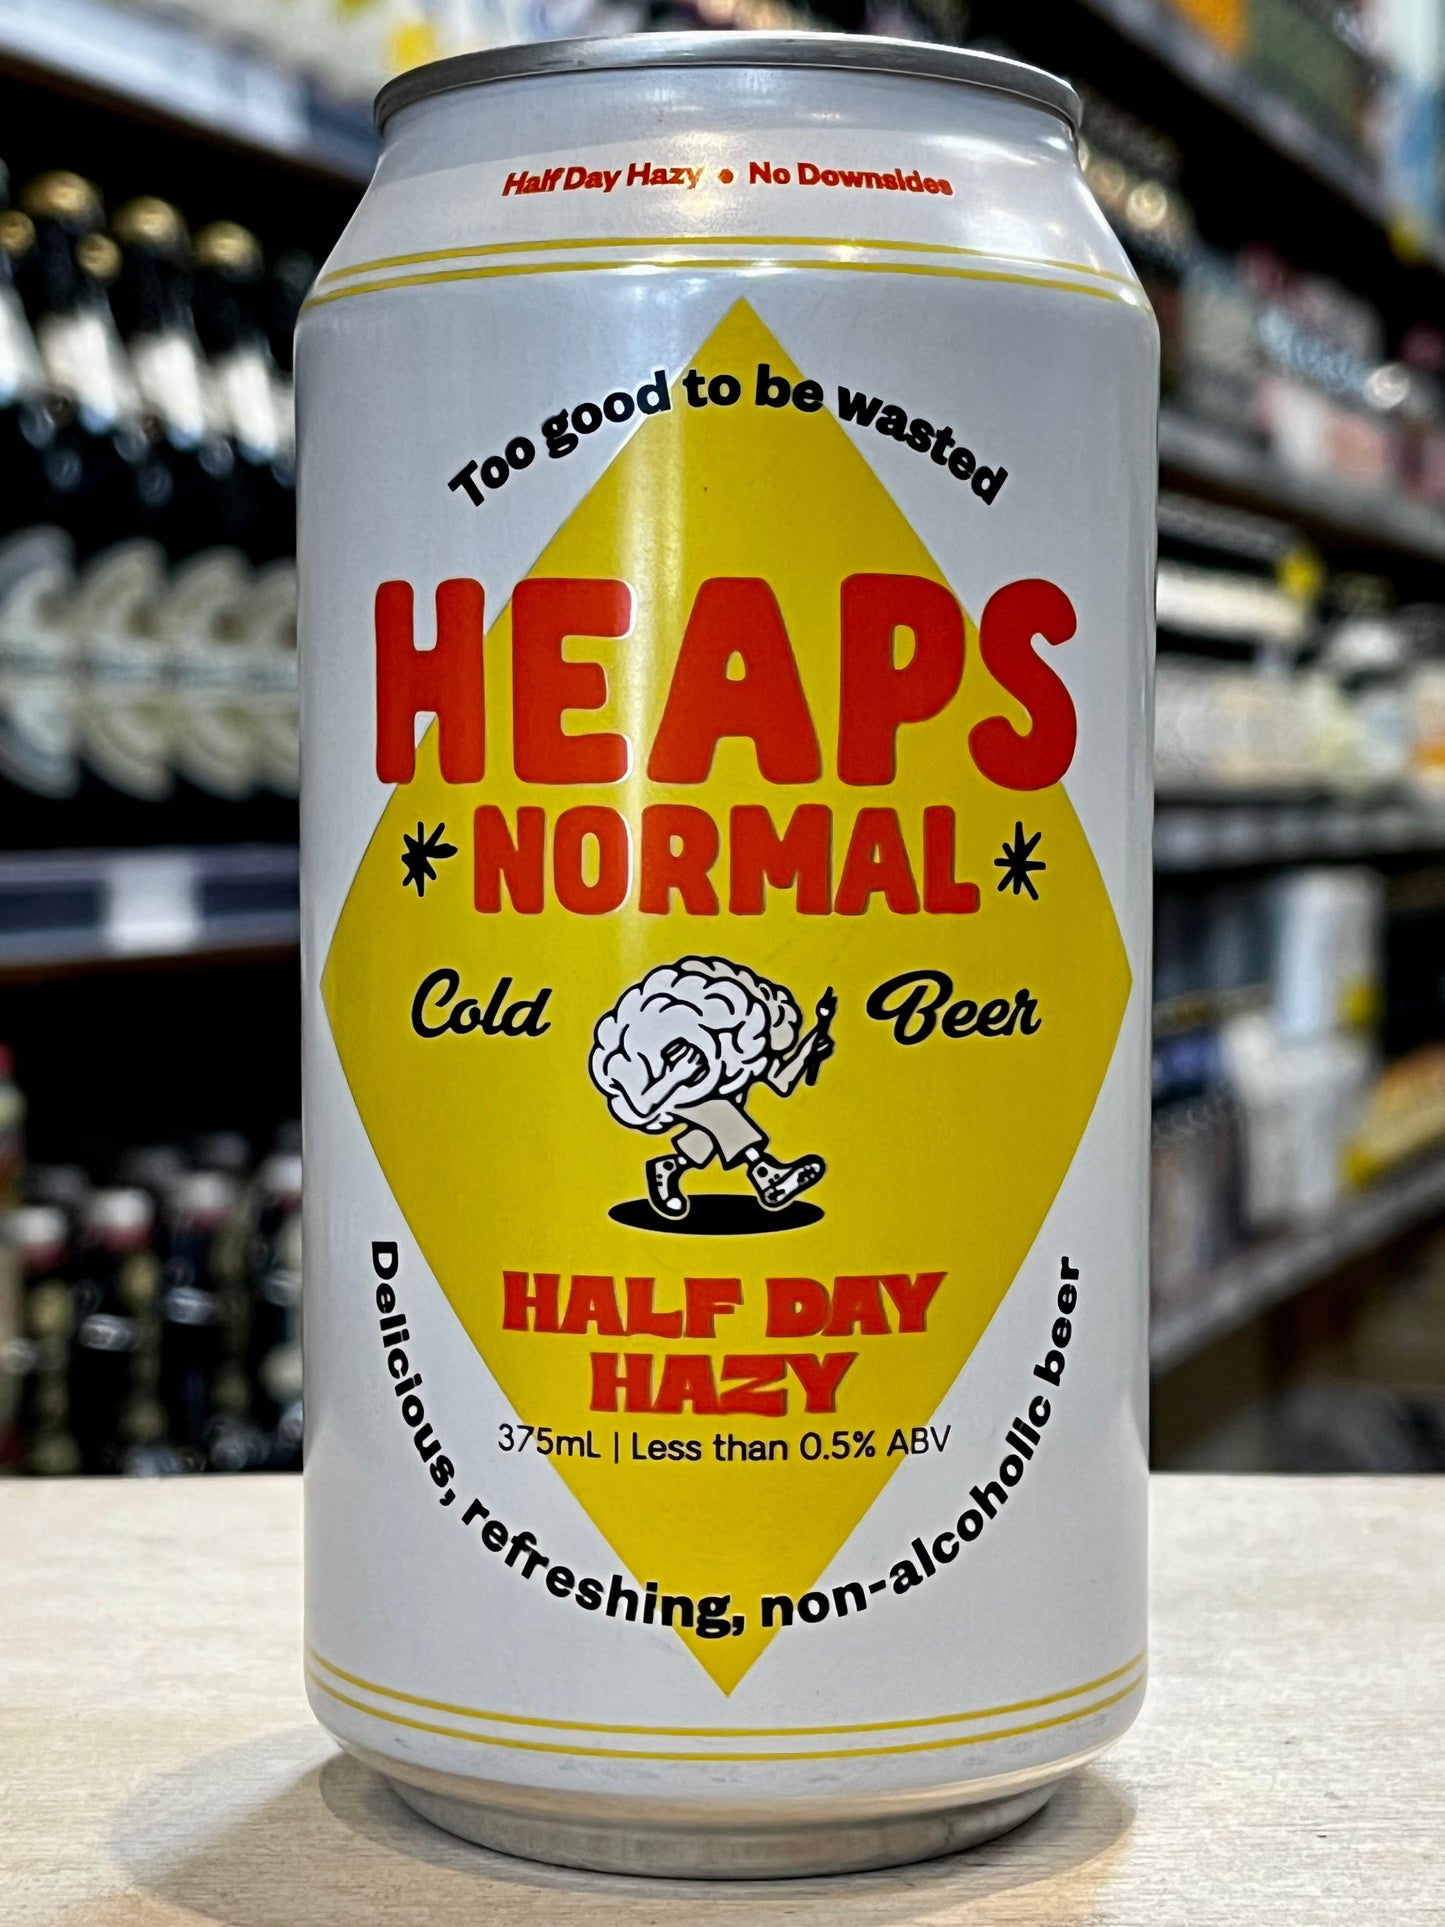 Half Day Hazy • No Downsides
Too good to be wasted
HEAPS
* NORMAL *
Cold Beer
HALF DAY
HAZY
375mL | Less than 0.5% ABV
Delicious, refreshing, non-alcoholic beer